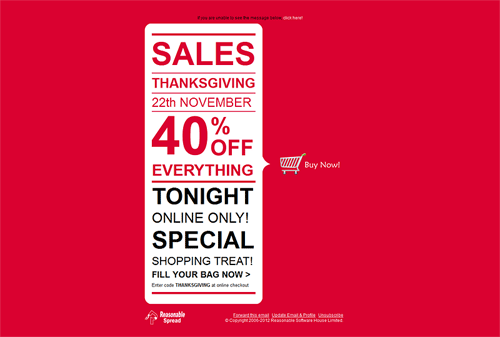 If you are unable to see the message below, click here!
SALES
THANKSGIVING
22th NOVEMBER
40% OFF
EVERYTHING
TONIGHT
ONLINE ONLY!
SPECIAL
SHOPPING TREAT!
FILL YOUR BAG NOW >
Enter code THANKSGIVING at online checkout
Buy Now!
Reasonable
Spread
Forward this email Update Email & Profile Unsubscribe
© Copyright 2006-2012 Reasonable Software House Limited.